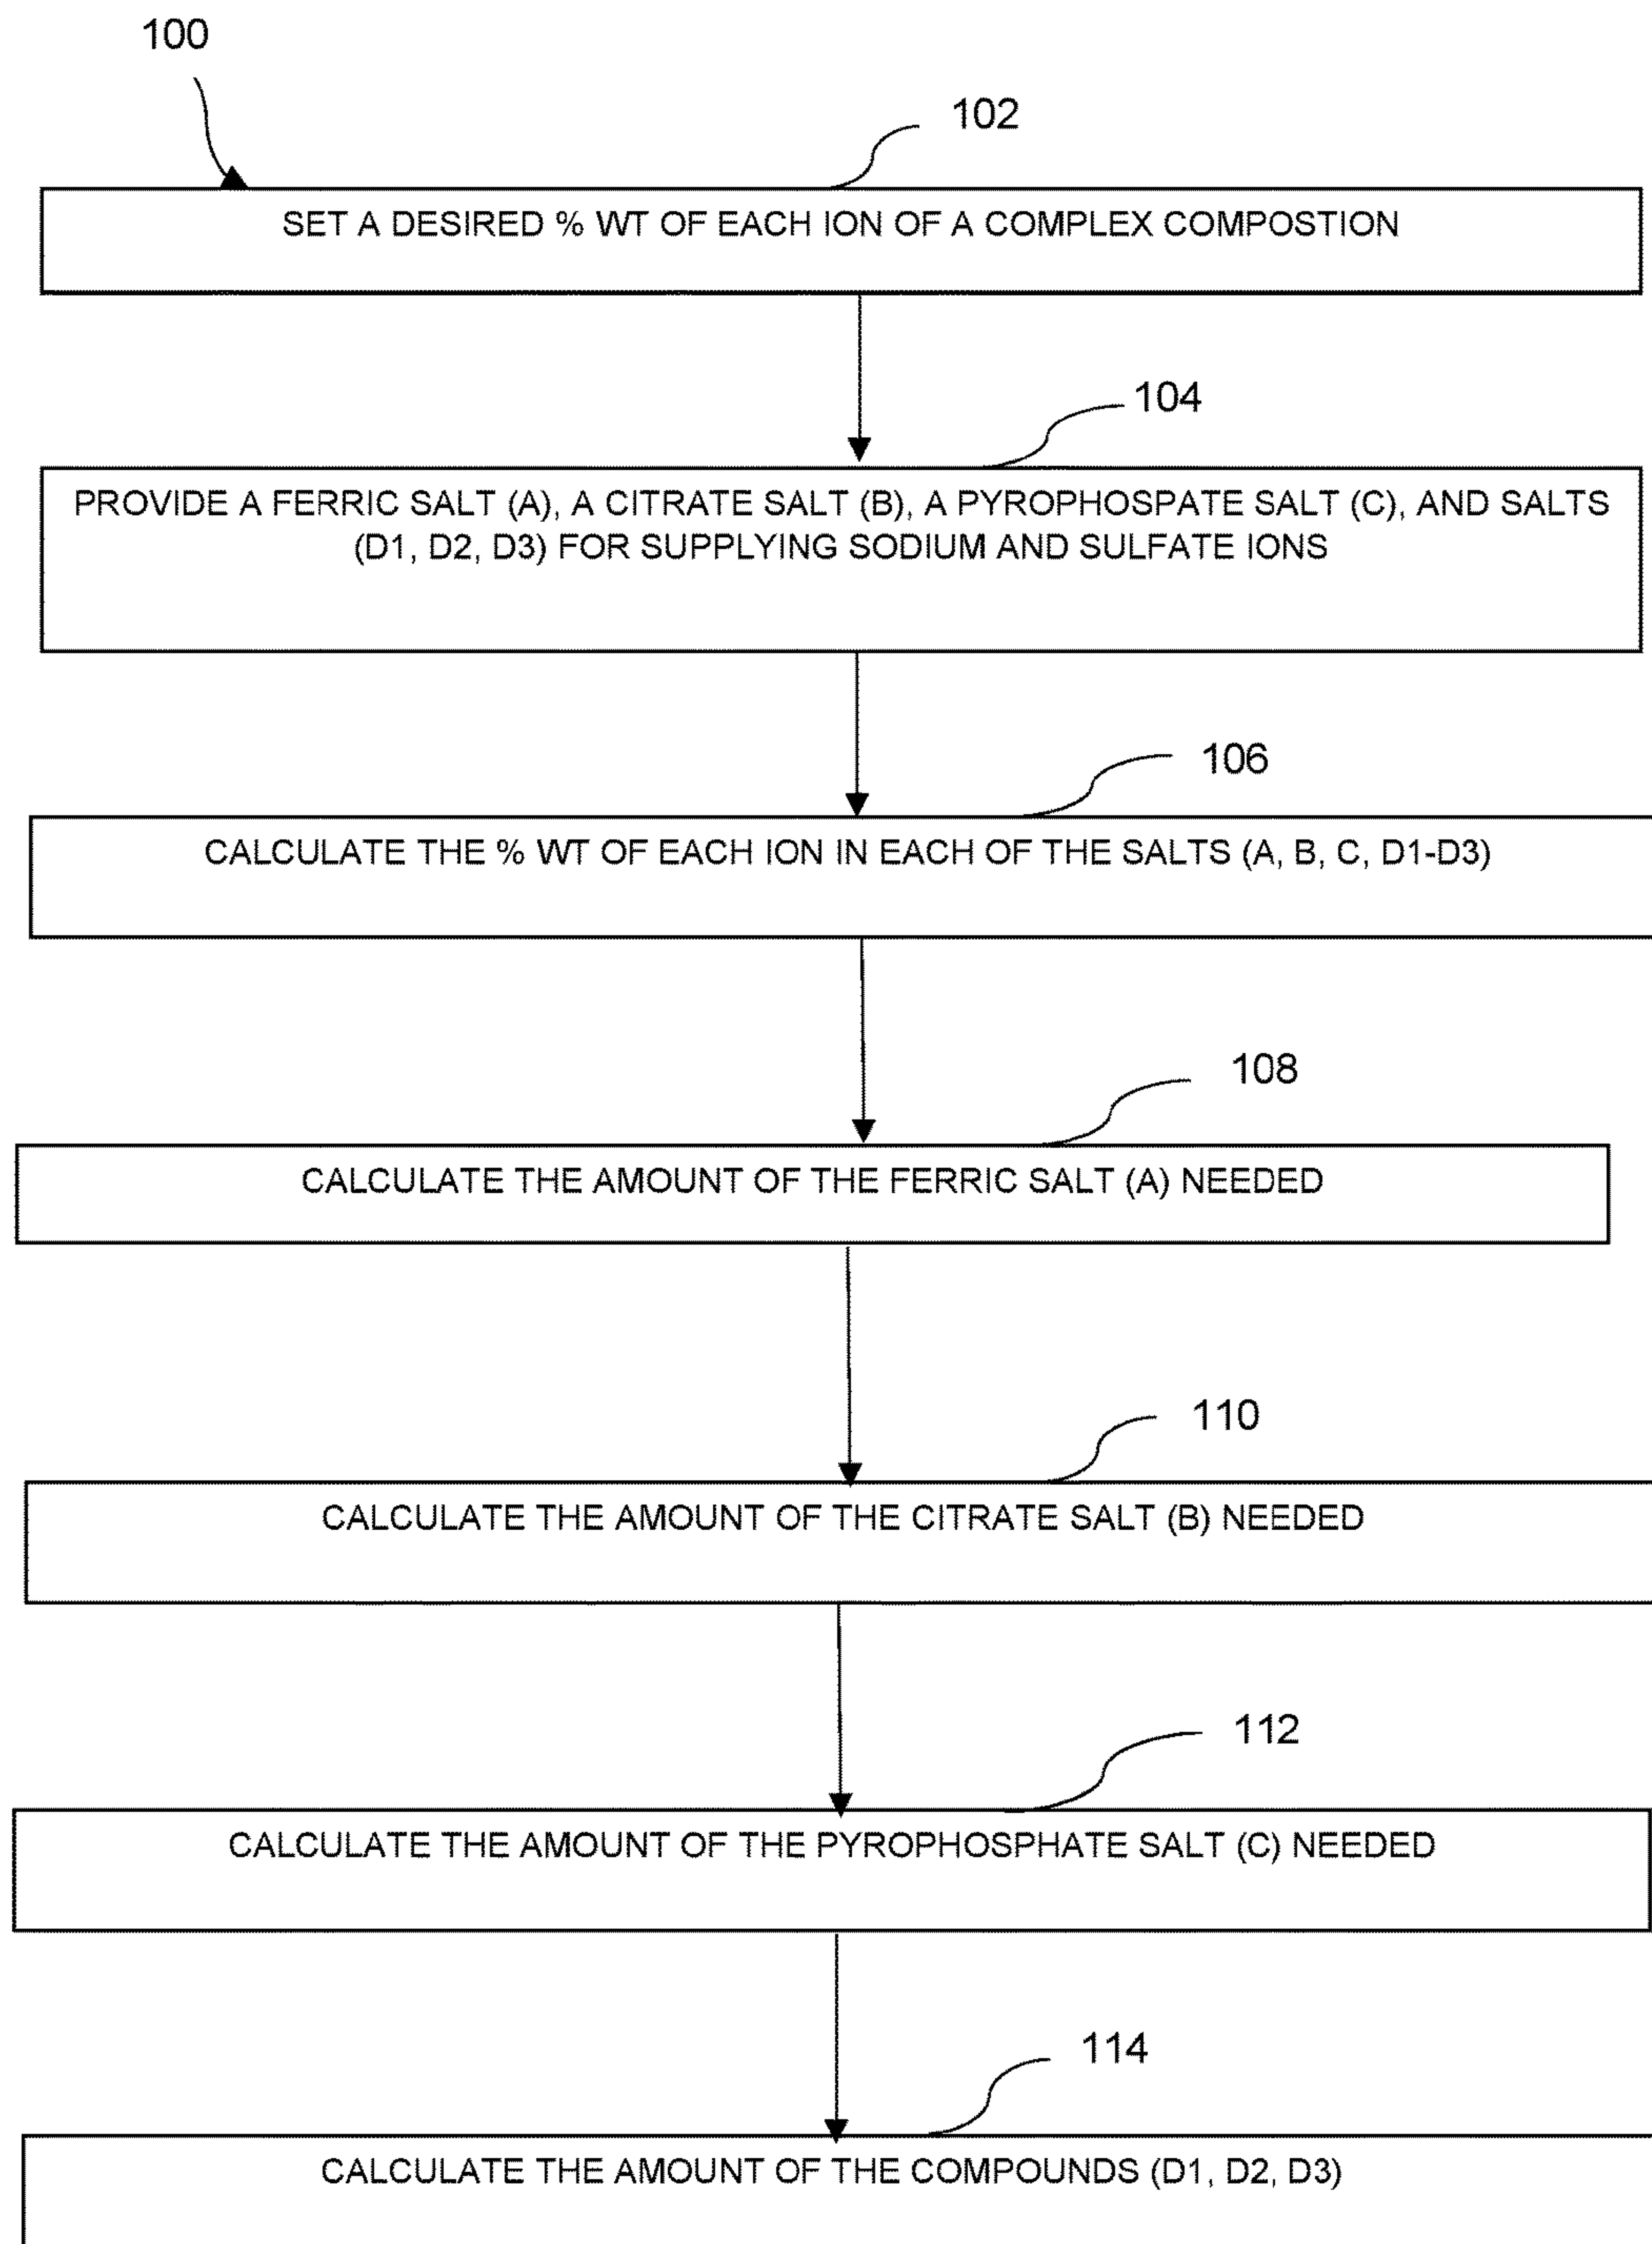 100
102
SET A DESIRED % WT OF EACH ION OF A COMPLEX COMPOSTION
104
PROVIDE A FERRIC SALT (A), A CITRATE SALT (B), A PYROPHOSPATE SALT (C), AND SALTS
(D1, D2, D3) FOR SUPPLYING SODIUM AND SULFATE IONS
106
CALCULATE THE % WT OF EACH ION IN EACH OF THE SALTS (A, B, C, D1-D3)
108
CALCULATE THE AMOUNT OF THE FERRIC SALT (A) NEEDED
110
CALCULATE THE AMOUNT OF THE CITRATE SALT (B) NEEDED
112
CALCULATE THE AMOUNT OF THE PYROPHOSPHATE SALT (C) NEEDED
114
CALCULATE THE AMOUNT OF THE COMPOUNDS (D1, D2, D3)